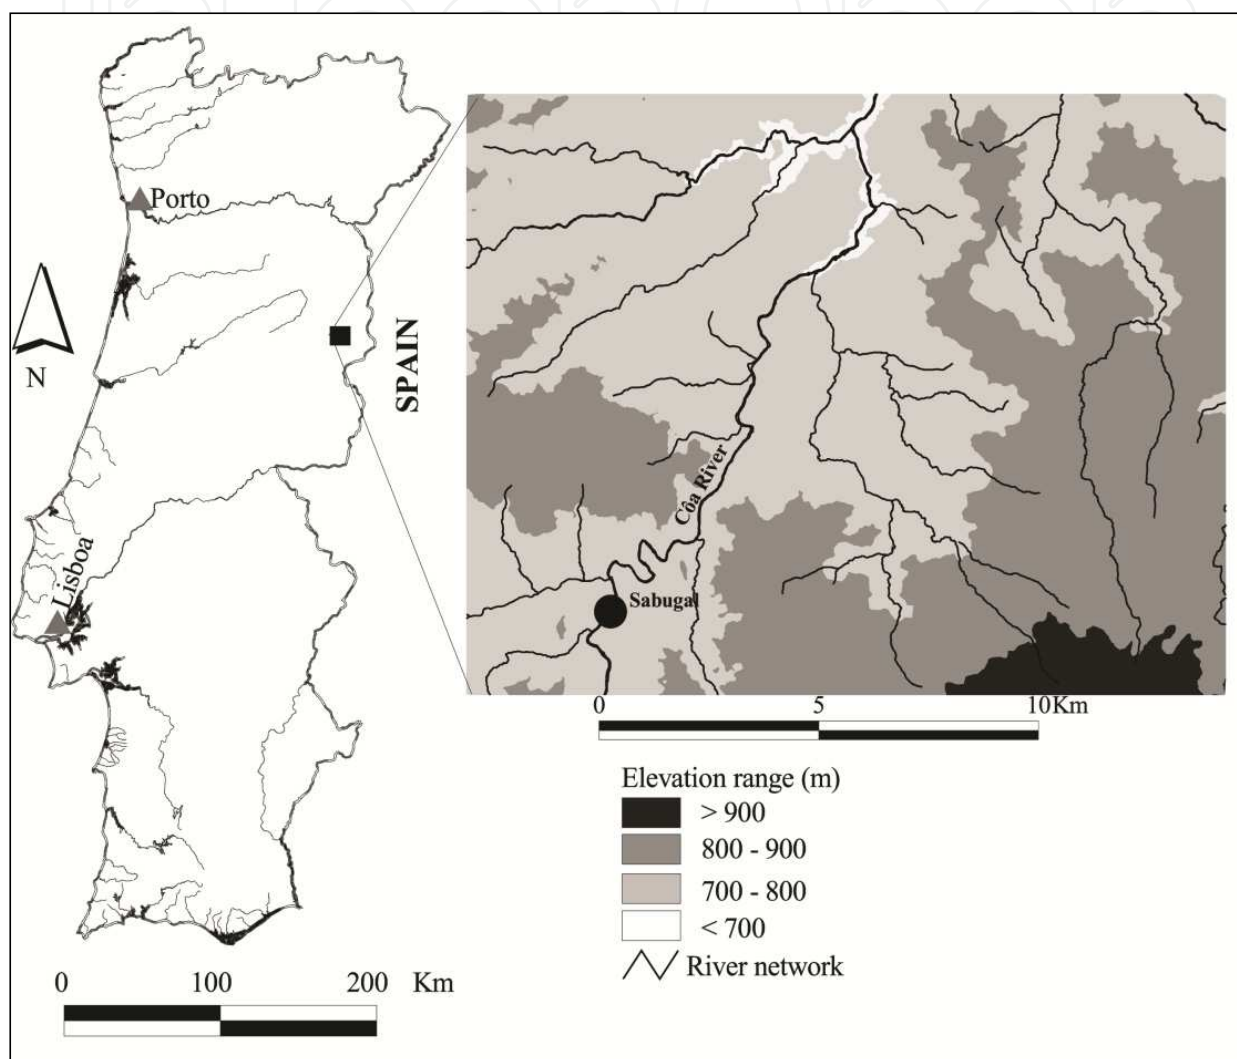 Porto
N
SPAIN
Lisboa
Côa River
Sabugal
0 5 10Km
Elevation range (m)
> 900
800 - 900
700 - 800
< 700
River network
0 100 200 Km